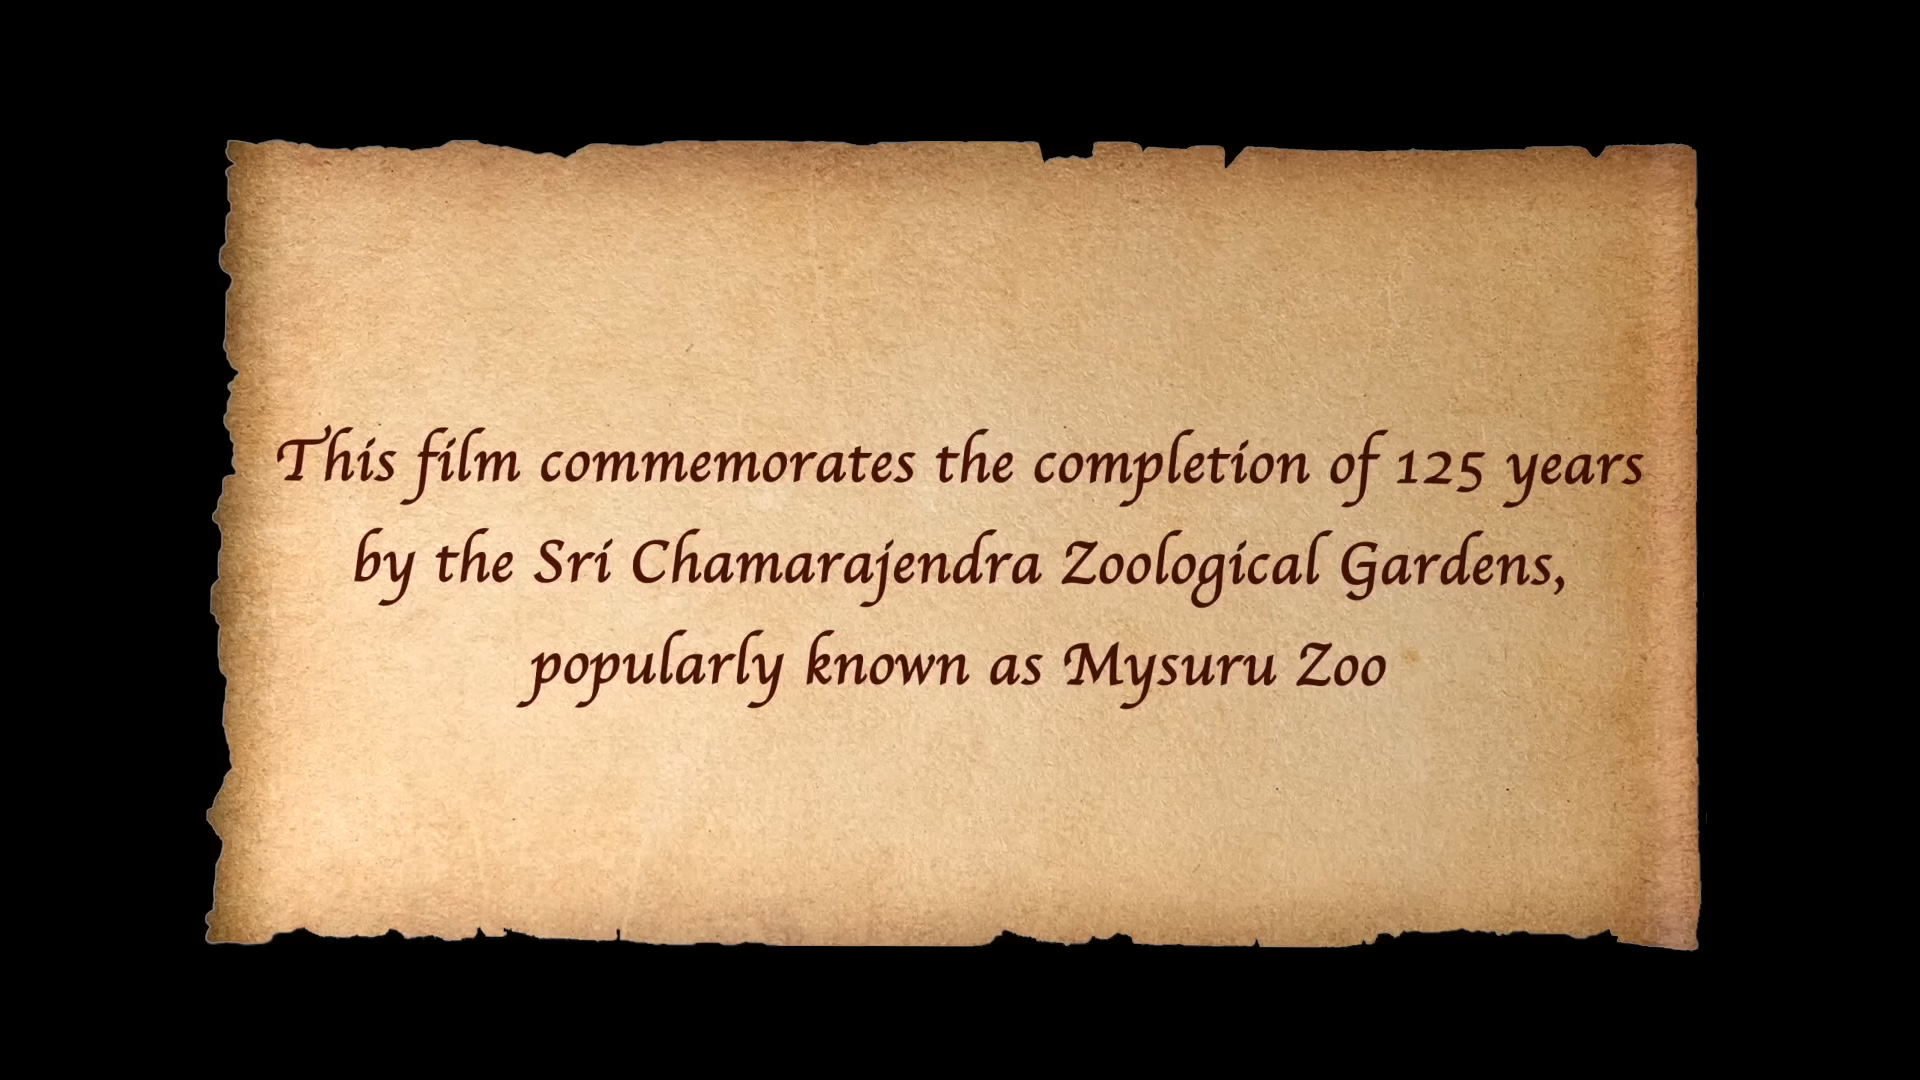 This film commemorates the completion of 125 years
by the Sri Chamarajendra Zoological Gardens,
popularly known as Mysuru Zoo